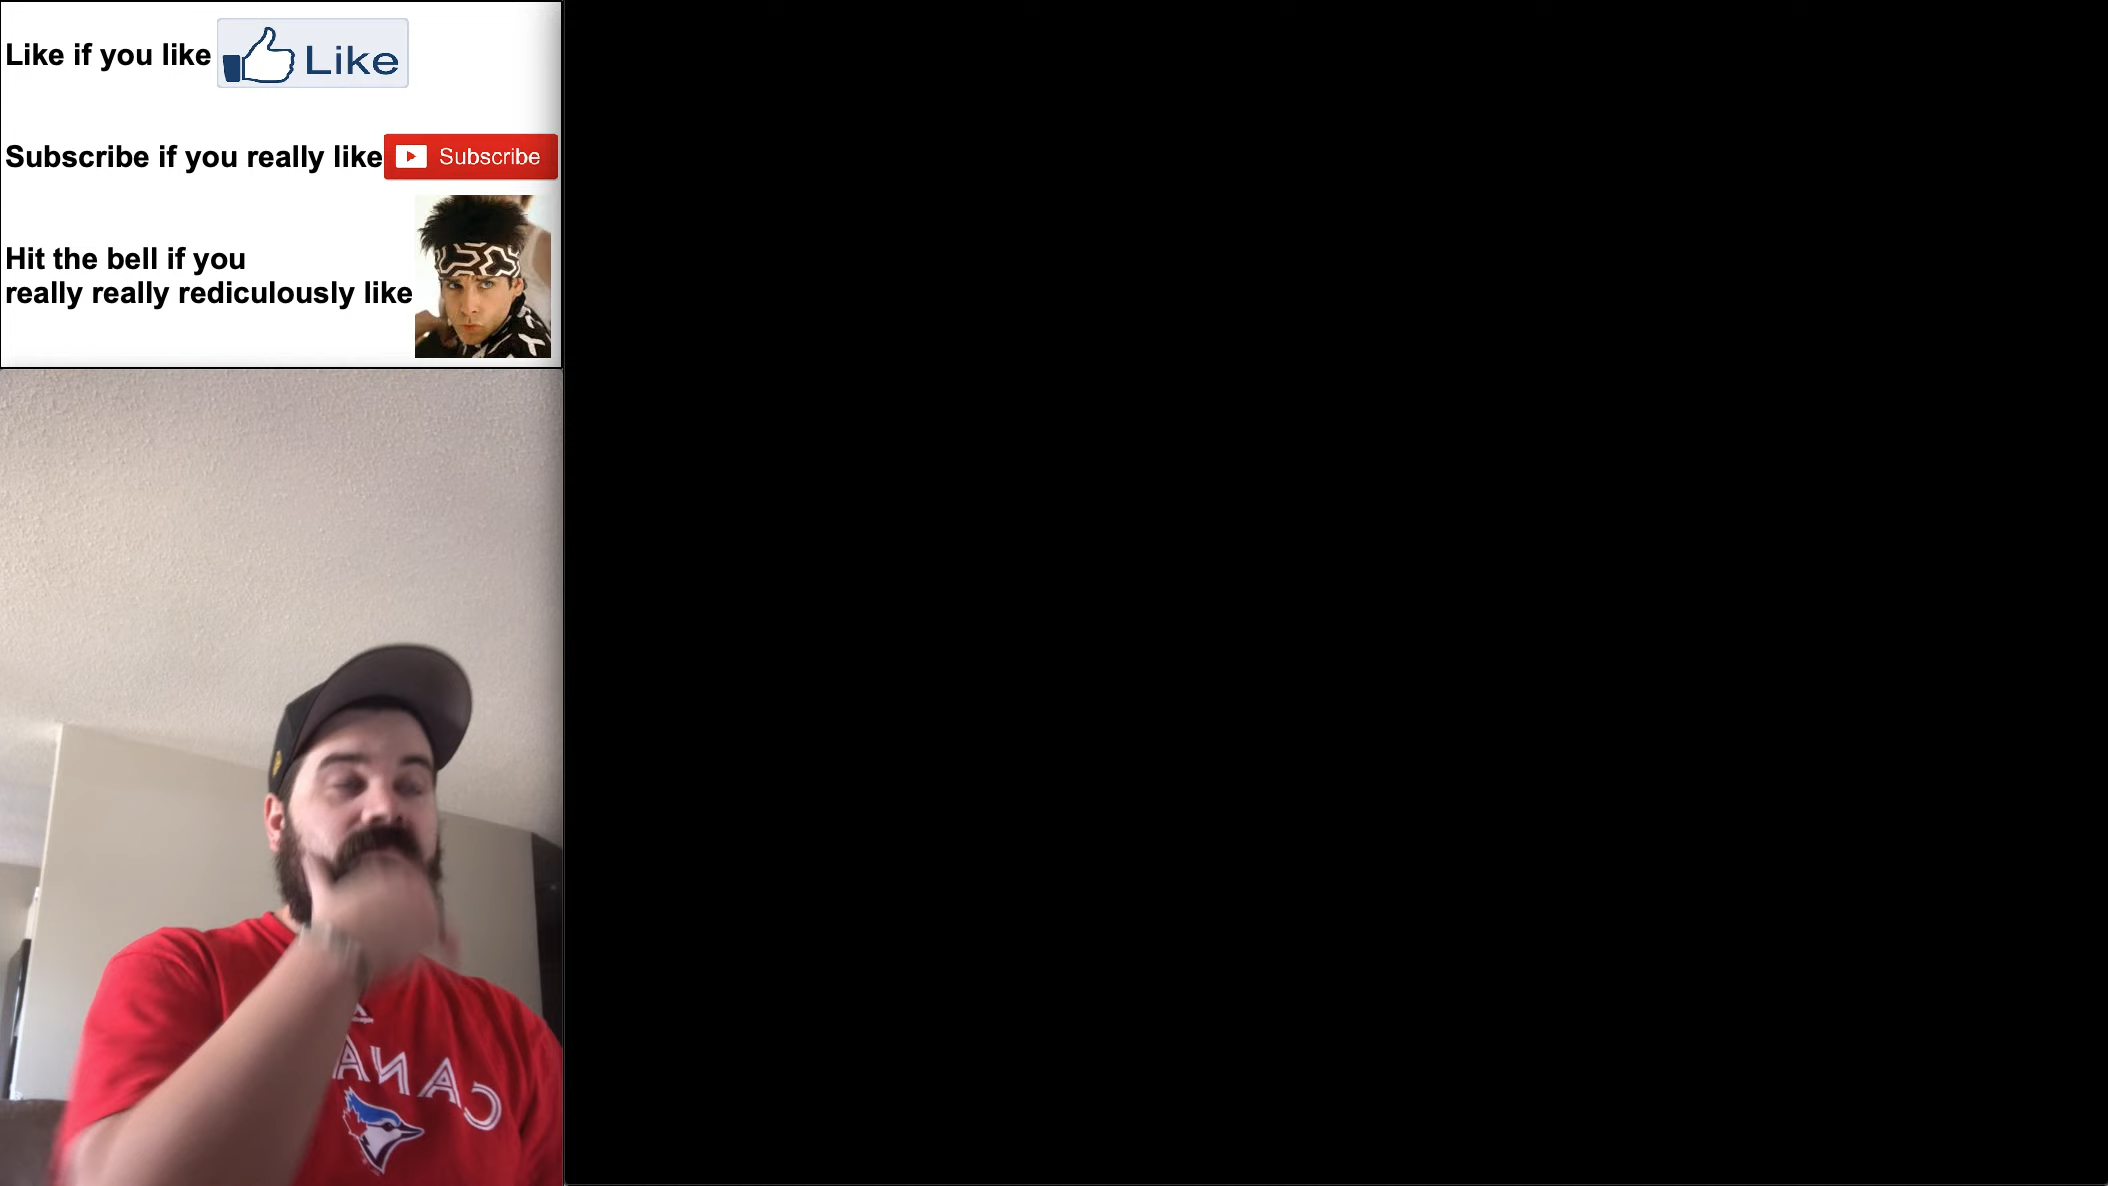 Like if you like
Like
Subscribe if you really like
Subscribe
Hit the bell if you
really really rediculously like
CANA